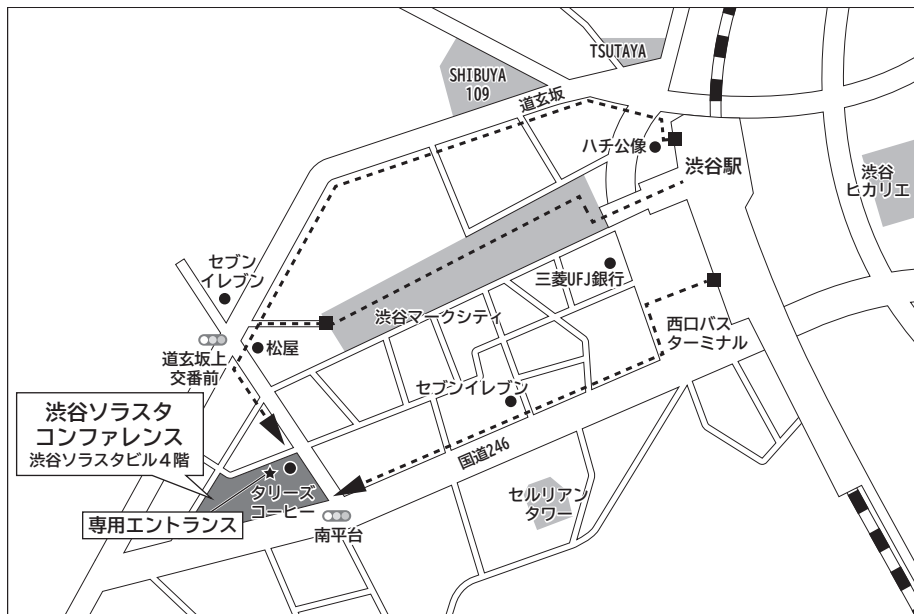 TSUTAYA
SHIBUYA
109
道玄坂
ハチ公像
渋谷駅
渋谷
ヒカリエ
セブン
イレブン
三菱UFJ銀行
渋谷マークシティ
西口バス
ターミナル
松屋
道玄坂上
交番前
セブンイレブン
渋谷ソラスタ
コンファレンス
渋谷ソラスタビル4階
国道246
タリーズ
コーヒー
セルリアン
タワー
専用エントランス
南平台